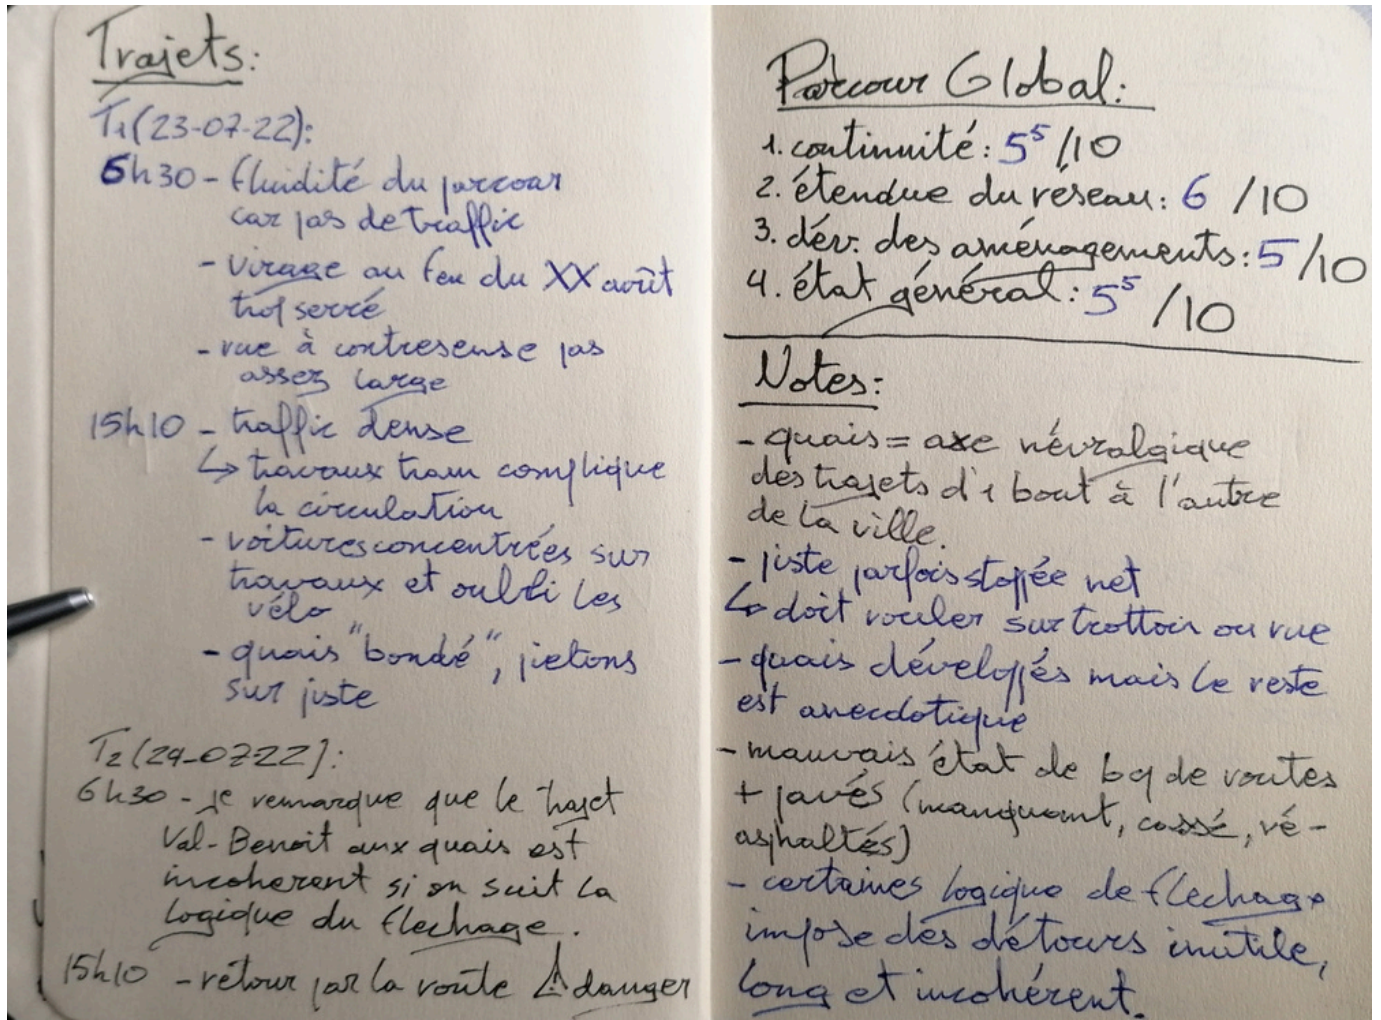 Trajets:
T1(23-07-22):
6h30 - fluidité du parcour
car pas de traffic
- virage au feu du XX août
trop serré
- rue à contresense pas
assez large
15h10 - traffic dense
↳ travaux tram complique
la circulation
- voitures concentrées sur
travaux et oubli les
vélo
- quais "bondé", pietons
sur piste
T2(24-07-22):
6h30 - je remarque que le trajet
Val-Benoit aux quais est
incoherent si on suit la
logique du flechage.
15h10 - retour par la route ⚠ danger
Parcour Global:
1. continuité: 5⁵/10
2. étendue du réseau: 6 /10
3. dév. des aménagements: 5/10
4. état général: 5⁵ /10
Notes:
- quais = axe névralgique
des trajets d'1 bout à l'autre
de la ville.
- piste parfois stoppée net
↳ doit rouler sur trottoir ou rue
- quais développés mais le reste
est anecdotique
- mauvais état de bq de routes
+ pavés (manquant, cassé, ré-
asphaltés)
- certaines logique de flechage
impose des détours inutile,
long et incohérent.